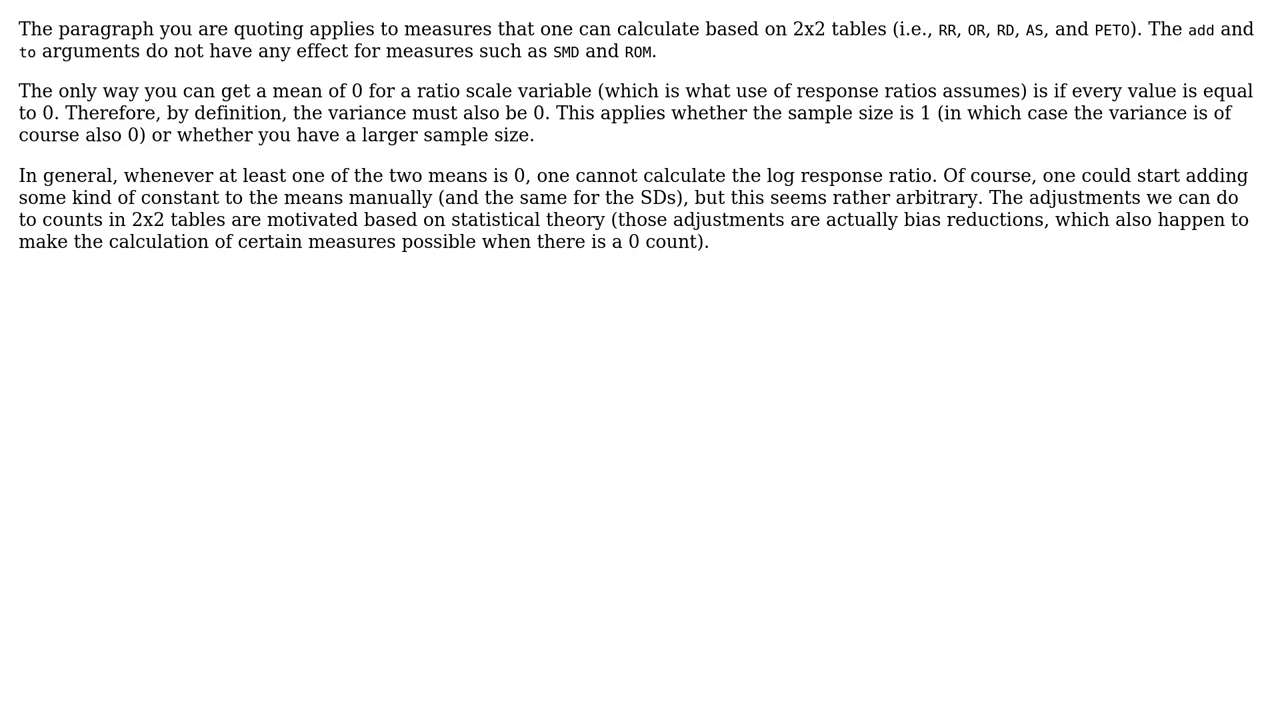 The paragraph you are quoting applies to measures that one can calculate based on 2x2 tables (i.e., RR, OR, RD, AS, and PETO). The add and
to arguments do not have any effect for measures such as SMD and ROM.
The only way you can get a mean of 0 for a ratio scale variable (which is what use of response ratios assumes) is if every value is equal
to 0. Therefore, by definition, the variance must also be 0. This applies whether the sample size is 1 (in which case the variance is of
course also 0) or whether you have a larger sample size.
In general, whenever at least one of the two means is 0, one cannot calculate the log response ratio. Of course, one could start adding
some kind of constant to the means manually (and the same for the SDs), but this seems rather arbitrary. The adjustments we can do
to counts in 2x2 tables are motivated based on statistical theory (those adjustments are actually bias reductions, which also happen to
make the calculation of certain measures possible when there is a 0 count).